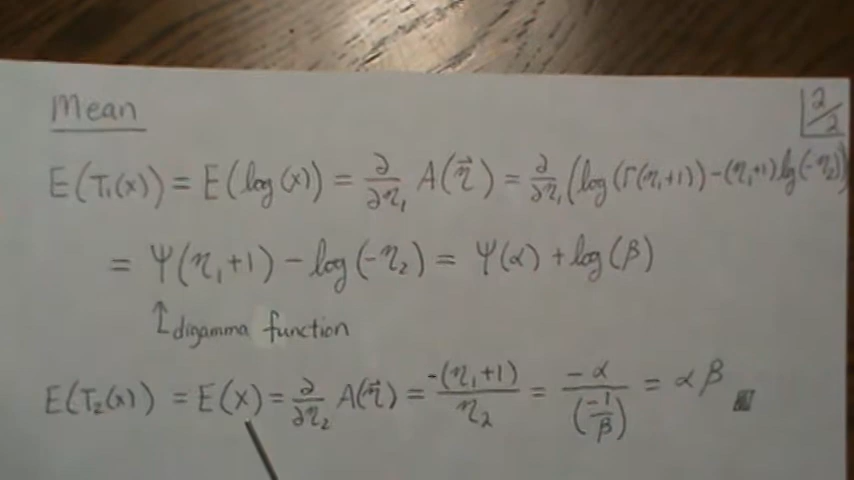 Mean
2/2
E(T₁(x)) = E(log(x)) = ∂/∂η₁ A(η⃗) = ∂/∂η₁ (log(Γ(η₁+1)) - (η₁+1) log(-η₂))
= Ψ(η₁+1) - log(-η₂) = Ψ(α) + log(β)
↑ digamma function
E(T₂(x)) = E(x) = ∂/∂η₂ A(η⃗) = -(η₁+1)/η₂ = -α/(-1/β) = αβ